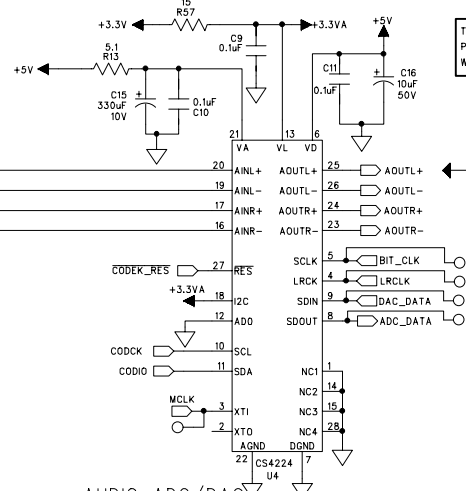 15
R57
+3.3V
+3.3VA
+5V
C9
0.1uF
5.1
R13
+5V
C15
330uF
10V
0.1uF
C10
C11
0.1uF
C16
10uF
50V
21 13 6
VA VL VD
20 AINL+ AOUTL+ 25 AOUTL+
19 AINL- AOUTL- 26 AOUTL-
17 AINR+ AOUTR+ 24 AOUTR+
16 AINR- AOUTR- 23 AOUTR-
SCLK 5 BIT_CLK
CODEK_RES 27 RES
LRCK 4 LRCLK
+3.3VA
18 I2C SDIN 9 DAC_DATA
12 AD0 SDOUT 8 ADC_DATA
CODCK 10 SCL
CODIO 11 SDA NC1 1
NC2 14
MCLK 3 XTI NC3 15
2 XTO NC4 28
AGND DGND
22 CS4224 7
U4
AUDIO ADC/DAC